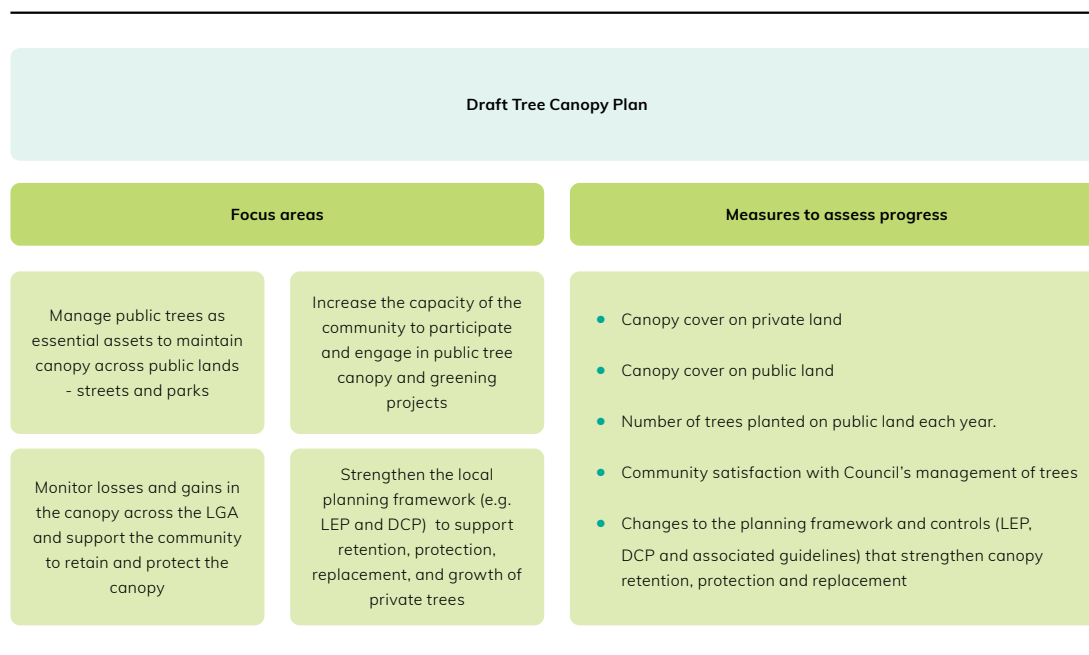 Draft Tree Canopy Plan
Focus areas
Measures to assess progress
Manage public trees as
essential assets to maintain
canopy across public lands
- streets and parks
Increase the capacity of the
community to participate
and engage in public tree
canopy and greening
projects
Monitor losses and gains in
the canopy across the LGA
and support the community
to retain and protect the
canopy
Strengthen the local
planning framework (e.g.
LEP and DCP)  to support
retention, protection,
replacement, and growth of
private trees
● Canopy cover on private land
● Canopy cover on public land
● Number of trees planted on public land each year.
● Community satisfaction with Council’s management of trees
● Changes to the planning framework and controls (LEP,
DCP and associated guidelines) that strengthen canopy
retention, protection and replacement